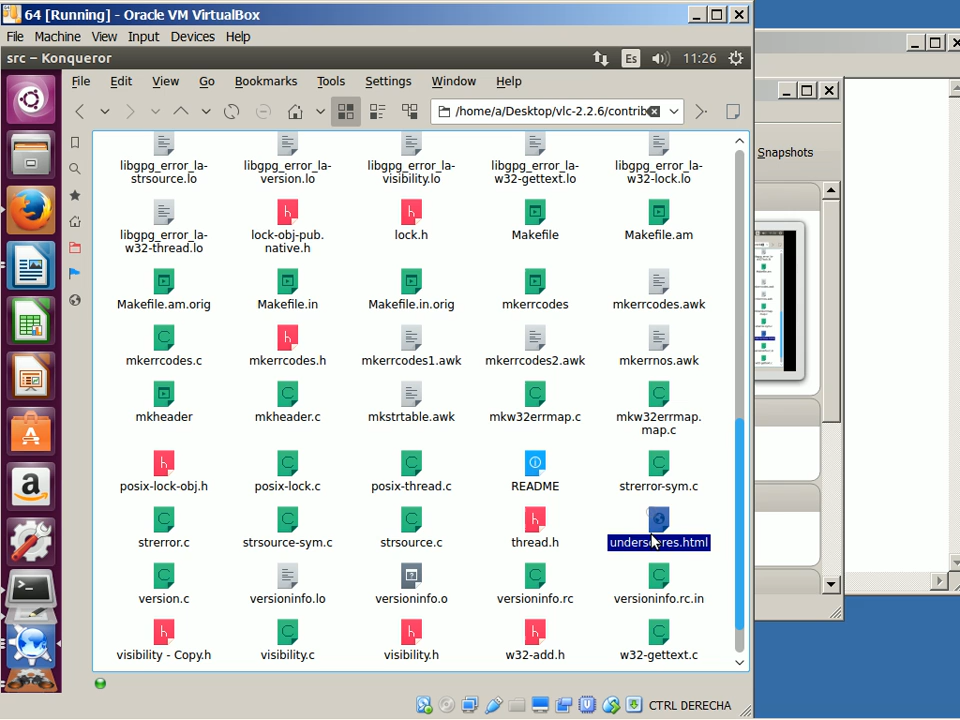 64 [Running] - Oracle VM VirtualBox
File Machine View Input Devices Help
src – Konqueror
Es
11:26
File Edit View Go Bookmarks Tools Settings Window Help
/home/a/Desktop/vlc-2.2.6/contrib
Snapshots
libgpg_error_la-
strsource.lo
libgpg_error_la-
version.lo
libgpg_error_la-
visibility.lo
libgpg_error_la-
w32-gettext.lo
libgpg_error_la-
w32-lock.lo
libgpg_error_la-
w32-thread.lo
lock-obj-pub.
native.h
lock.h
Makefile
Makefile.am
Makefile.am.orig
Makefile.in
Makefile.in.orig
mkerrcodes
mkerrcodes.awk
mkerrcodes.c
mkerrcodes.h
mkerrcodes1.awk
mkerrcodes2.awk
mkerrnos.awk
mkheader
mkheader.c
mkstrtable.awk
mkw32errmap.c
mkw32errmap.
map.c
posix-lock-obj.h
posix-lock.c
posix-thread.c
README
strerror-sym.c
strerror.c
strsource-sym.c
strsource.c
thread.h
version.c
versioninfo.lo
versioninfo.o
versioninfo.rc
versioninfo.rc.in
visibility - Copy.h
visibility.c
visibility.h
w32-add.h
w32-gettext.c
CTRL DERECHA